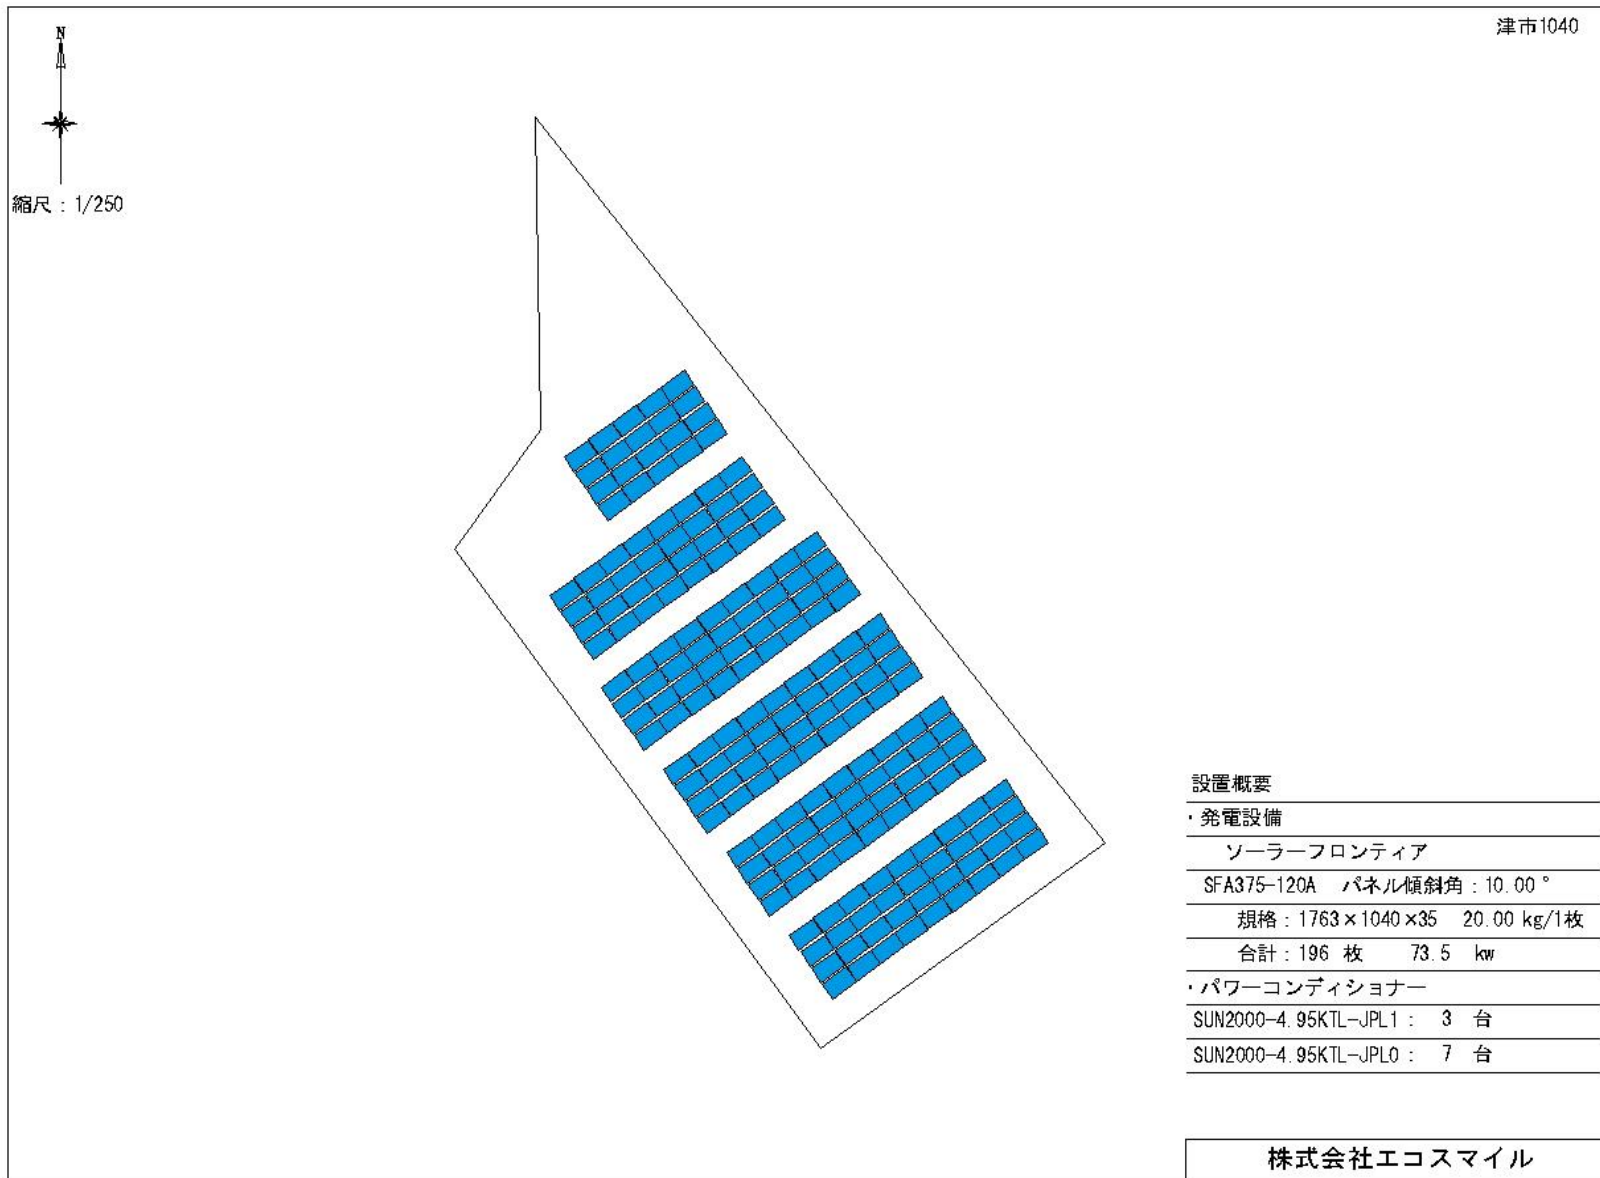 津市1040
N
縮尺：1/250
設置概要
・発電設備
ソーラーフロンティア
SFA375-120A パネル傾斜角：10.00°
規格：1763×1040×35 20.00 kg/1枚
合計：196 枚 73.5 kw
・パワーコンディショナー
SUN2000-4.95KTL-JPL1： 3 台
SUN2000-4.95KTL-JPL0： 7 台
株式会社エコスマイル